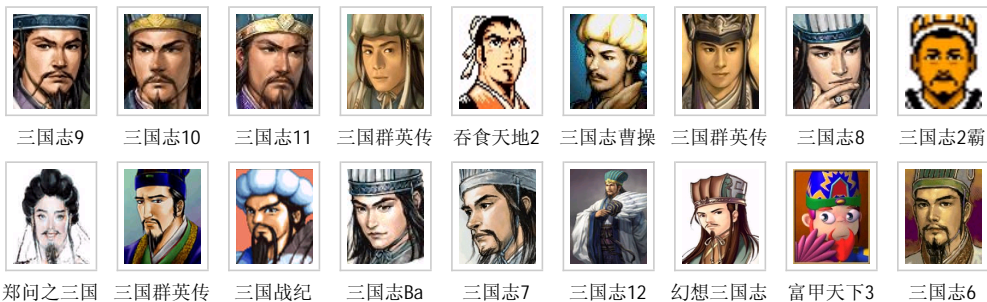 三国志9 三国志10 三国志11 三国群英传 吞食天地2 三国志曹操 三国群英传 三国志8 三国志2霸
郑问之三国 三国群英传 三国战纪 三国志Ba 三国志7 三国志12 幻想三国志 富甲天下3 三国志6